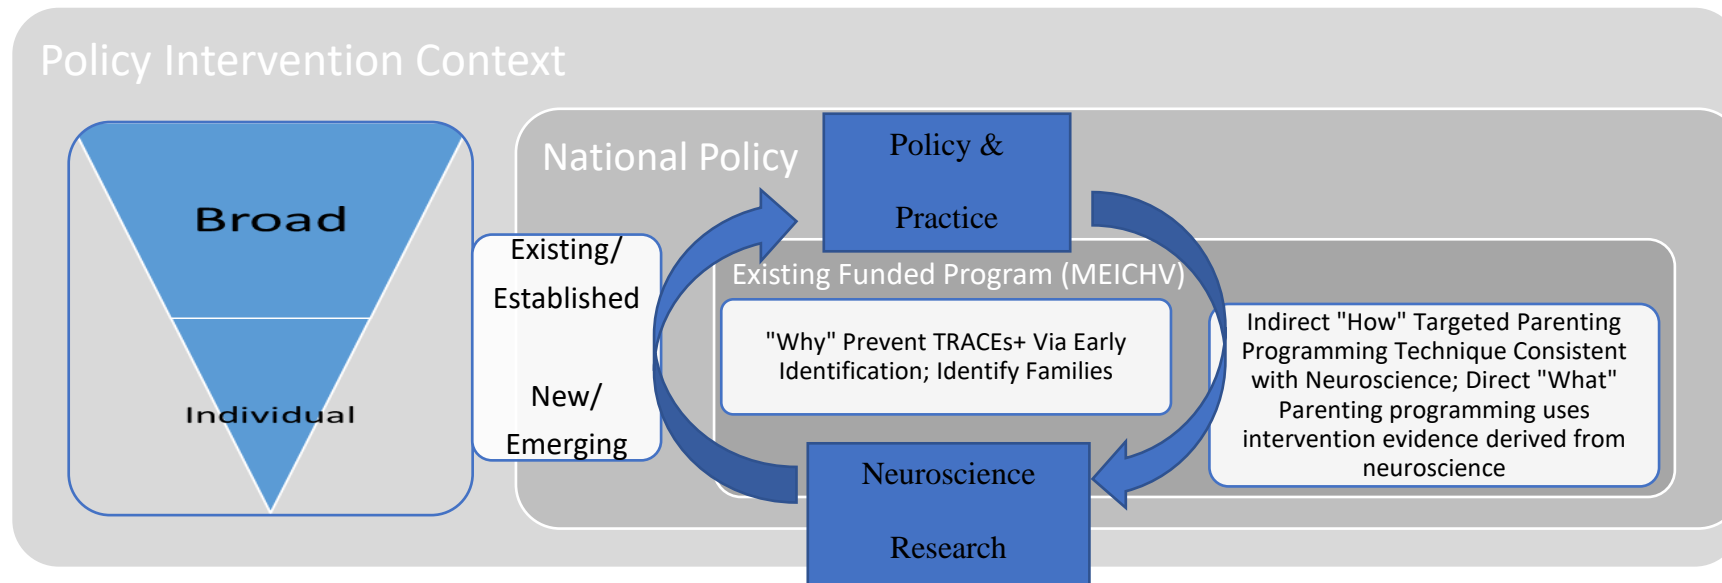 Policy Intervention Context
Broad
Individual
Existing/
Established
New/
Emerging
National Policy
Policy &
Practice
Existing Funded Program (MEICHV)
"Why" Prevent TRACEs+ Via Early
Identification; Identify Families
Indirect "How" Targeted Parenting
Programming Technique Consistent
with Neuroscience; Direct "What"
Parenting programming uses
intervention evidence derived from
neuroscience
Neuroscience
Research